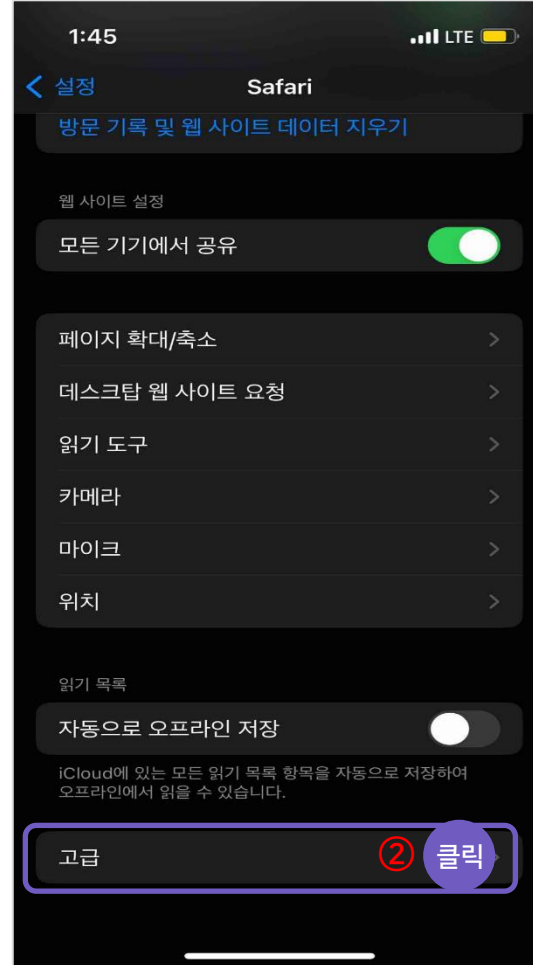 1:45 LTE
설정 Safari
방문 기록 및 웹 사이트 데이터 지우기
웹 사이트 설정
모든 기기에서 공유
페이지 확대/축소
데스크탑 웹 사이트 요청
읽기 도구
카메라
마이크
위치
읽기 목록
자동으로 오프라인 저장
iCloud에 있는 모든 읽기 목록 항목을 자동으로 저장하여
오프라인에서 읽을 수 있습니다.
고급 ② 클릭